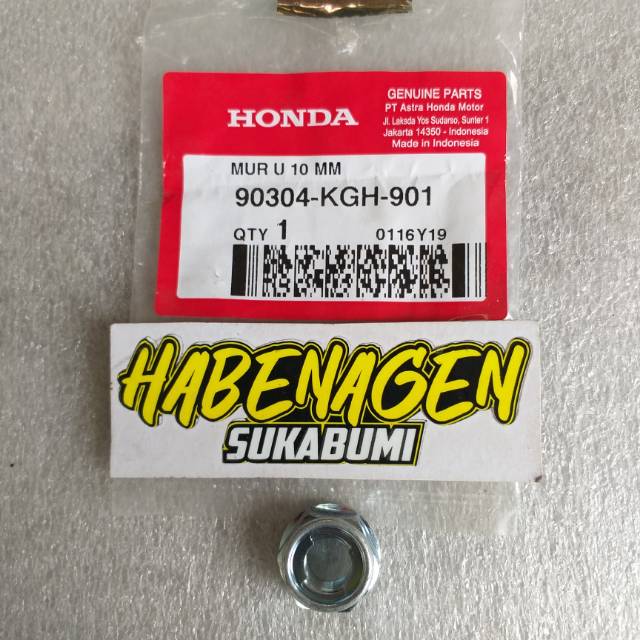 HONDA
GENUINE PARTS
PT Astra Honda Motor
Jl. Laksda Yos Sudarso, Sunter 1
Jakarta 14350 - Indonesia
Made in Indonesia
MUR U 10 MM
90304-KGH-901
QTY 1 0116Y19
HABENAGEN
SUKABUMI